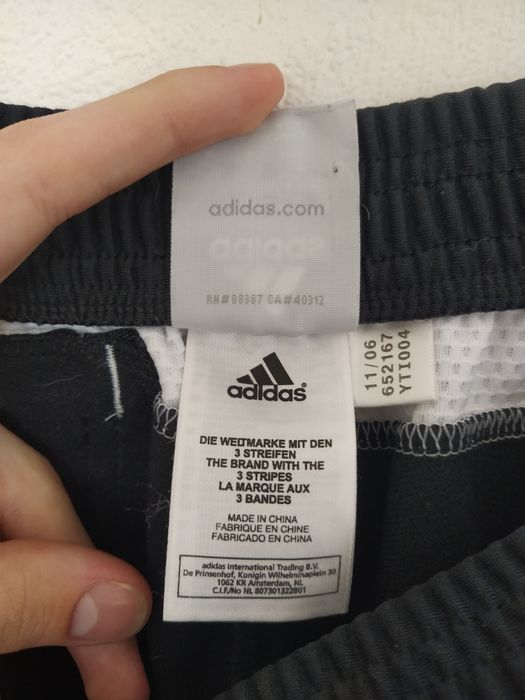 adidas.com
adidas
RN#88387 CA#40312
adidas
DIE WELTMARKE MIT DEN
3 STREIFEN
THE BRAND WITH THE
3 STRIPES
LA MARQUE AUX
3 BANDES
MADE IN CHINA
FABRIQUE EN CHINE
FABRICADO EN CHINA
adidas International Trading B.V.
De Prinsenhof, Konigin Wilhelminaplein 30
1062 KR Amsterdam, NL
C.I.F./No NL 807301322B01
11/06
652167
YTI004